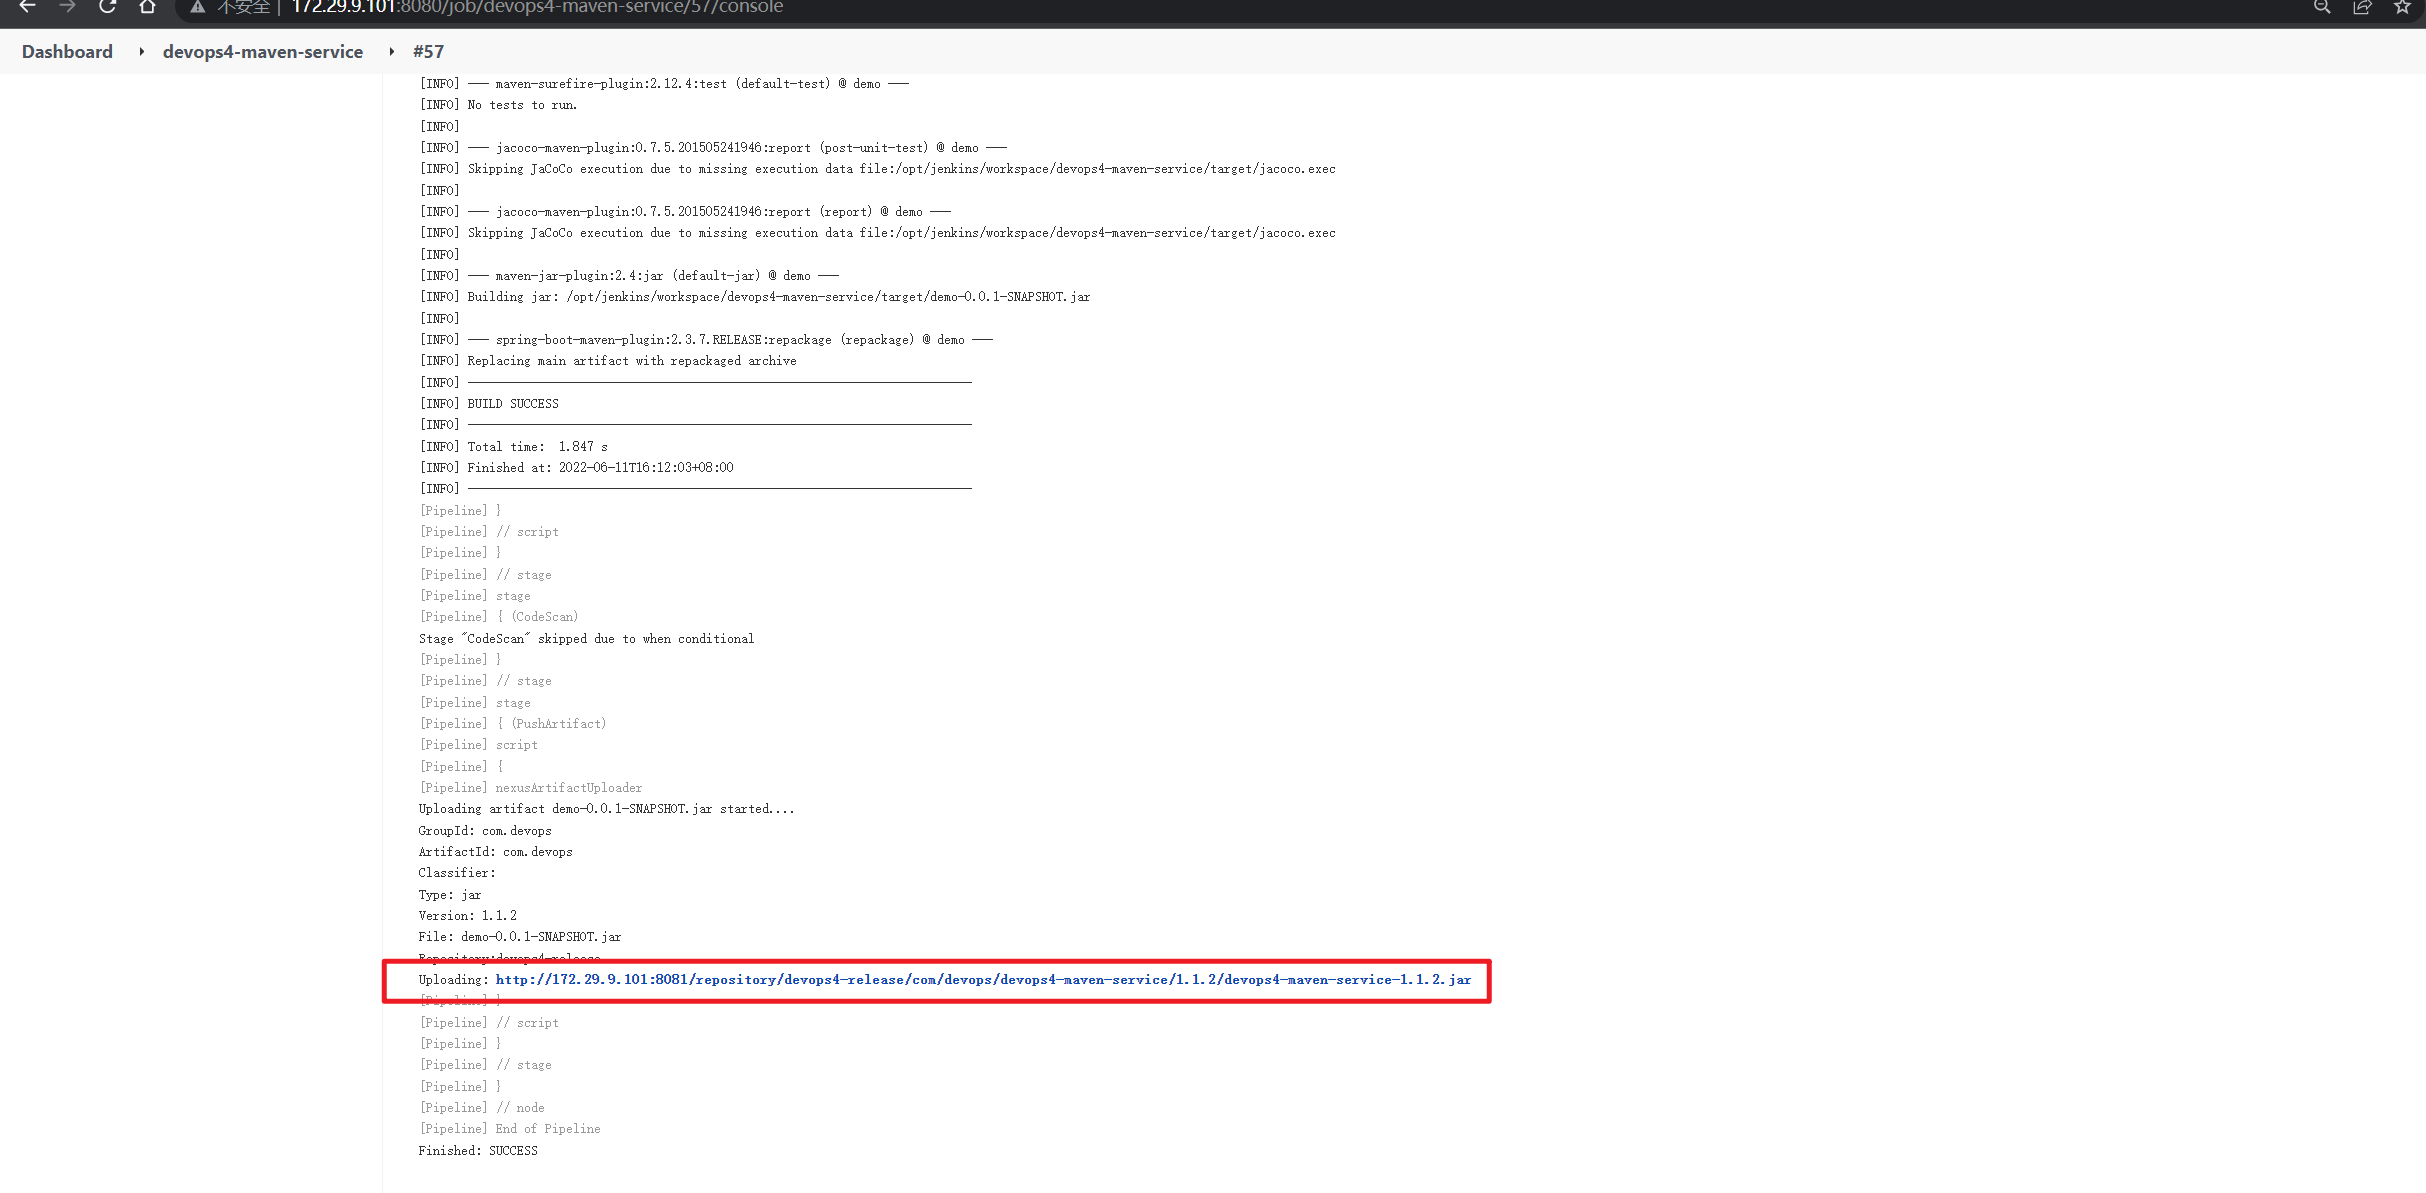 不安全 | 172.29.9.101:8080/job/devops4-maven-service/57/console
Dashboard › devops4-maven-service › #57
[INFO] --- maven-surefire-plugin:2.12.4:test (default-test) @ demo ---
[INFO] No tests to run.
[INFO]
[INFO] --- jacoco-maven-plugin:0.7.5.201505241946:report (post-unit-test) @ demo ---
[INFO] Skipping JaCoCo execution due to missing execution data file:/opt/jenkins/workspace/devops4-maven-service/target/jacoco.exec
[INFO]
[INFO] --- jacoco-maven-plugin:0.7.5.201505241946:report (report) @ demo ---
[INFO] Skipping JaCoCo execution due to missing execution data file:/opt/jenkins/workspace/devops4-maven-service/target/jacoco.exec
[INFO]
[INFO] --- maven-jar-plugin:2.4:jar (default-jar) @ demo ---
[INFO] Building jar: /opt/jenkins/workspace/devops4-maven-service/target/demo-0.0.1-SNAPSHOT.jar
[INFO]
[INFO] --- spring-boot-maven-plugin:2.3.7.RELEASE:repackage (repackage) @ demo ---
[INFO] Replacing main artifact with repackaged archive
[INFO] ------------------------------------------------------------------------
[INFO] BUILD SUCCESS
[INFO] ------------------------------------------------------------------------
[INFO] Total time:  1.847 s
[INFO] Finished at: 2022-06-11T16:12:03+08:00
[INFO] ------------------------------------------------------------------------
[Pipeline] }
[Pipeline] // script
[Pipeline] }
[Pipeline] // stage
[Pipeline] stage
[Pipeline] { (CodeScan)
Stage "CodeScan" skipped due to when conditional
[Pipeline] }
[Pipeline] // stage
[Pipeline] stage
[Pipeline] { (PushArtifact)
[Pipeline] script
[Pipeline] {
[Pipeline] nexusArtifactUploader
Uploading artifact demo-0.0.1-SNAPSHOT.jar started....
GroupId: com.devops
ArtifactId: com.devops
Classifier:
Type: jar
Version: 1.1.2
File: demo-0.0.1-SNAPSHOT.jar
Repository:devops4-release
Uploading: http://172.29.9.101:8081/repository/devops4-release/com/devops/devops4-maven-service/1.1.2/devops4-maven-service-1.1.2.jar
[Pipeline] }
[Pipeline] // script
[Pipeline] }
[Pipeline] // stage
[Pipeline] }
[Pipeline] // node
[Pipeline] End of Pipeline
Finished: SUCCESS